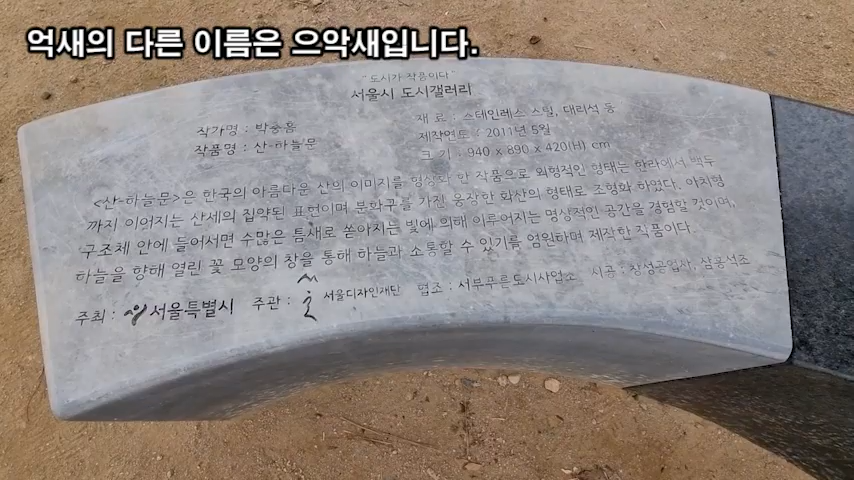 억새의 다른 이름은 으악새입니다.
"도시가 작품이다"
서울시 도시갤러리
작가명 : 박충흠
작품명 : 산-하늘문
재 료 : 스테인레스 스틸, 대리석 등
제작연도 : 2011년 5월
크 기 : 940 x 890 x 420(H) cm
<산-하늘문>은 한국의 아름다운 산의 이미지를 형상화 한 작품으로 외형적인 형태는 한라에서 백두
까지 이어지는 산세의 집약된 표현이며 분화구를 가진 웅장한 화산의 형태로 조형화 하였다. 아치형
구조체 안에 들어서면 수많은 틈새로 쏟아지는 빛에 의해 이루어지는 명상적인 공간을 경험할 것이며,
하늘을 향해 열린 꽃 모양의 창을 통해 하늘과 소통할 수 있기를 염원하며 제작한 작품이다.
주최 : 서울특별시 주관 : 서울디자인재단 협조 : 서부푸른도시사업소 시공 : 창성곤업사, 삼흥석조